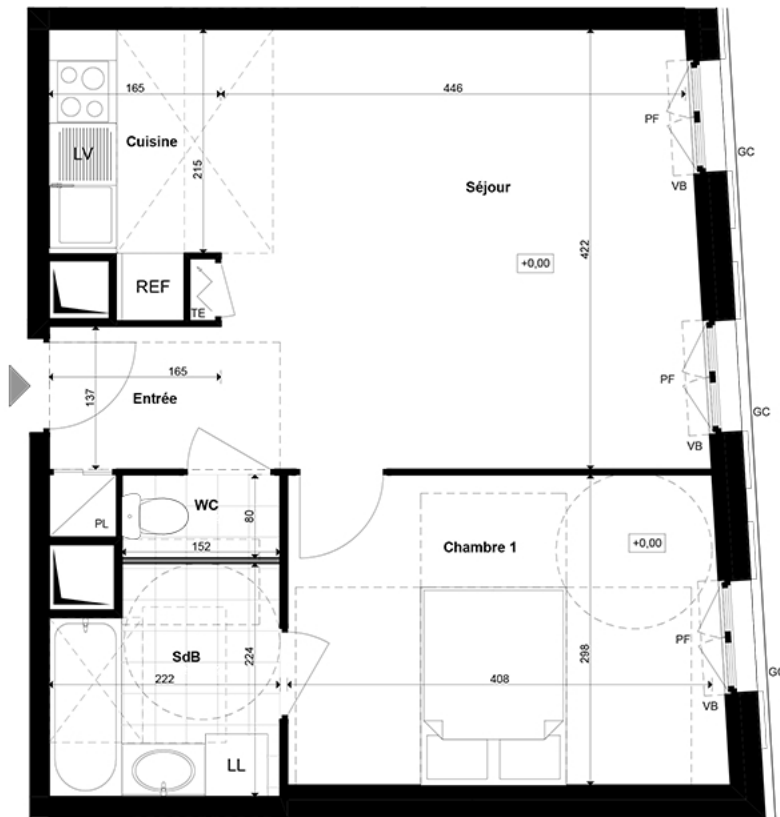 165
446
PF
GC
LV
Cuisine
215
Séjour
VB
422
+0,00
REF
TE
165
137
Entrée
PF
GC
VB
PL
WC
80
152
Chambre 1
+0,00
SdB
224
222
408
298
PF
GC
VB
LL